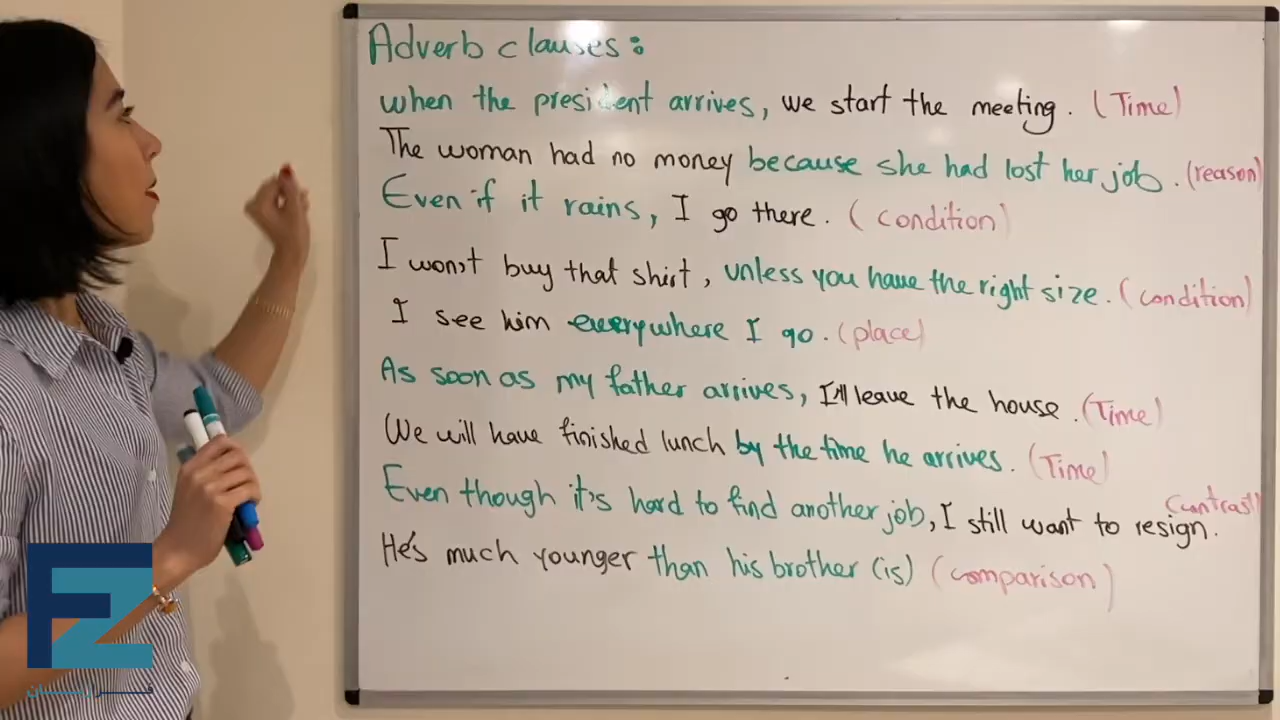 Adverb clauses:
when the president arrives, we start the meeting. (Time)
The woman had no money because she had lost her job. (reason)
Even if it rains, I go there. (condition)
I won't buy that shirt, unless you have the right size. (condition)
I see him everywhere I go. (place)
As soon as my father arrives, I'll leave the house. (Time)
We will have finished lunch by the time he arrives. (Time)
Even though it's hard to find another job, I still want to resign. (contrast)
He's much younger than his brother (is) (comparison)
FZ
فرازبان